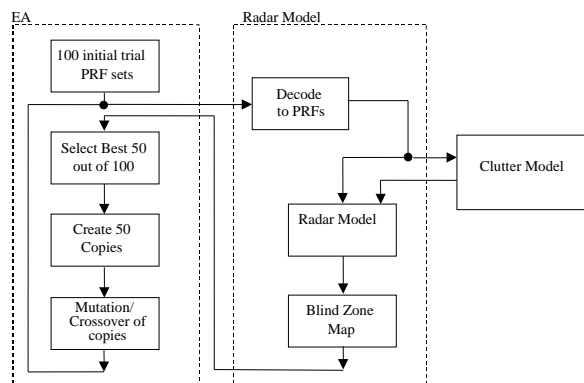 EA
Radar Model
100 initial trial
PRF sets
Decode
to PRFs
Select Best 50
out of 100
Clutter Model
Create 50
Copies
Radar Model
Mutation/
Crossover of
copies
Blind Zone
Map